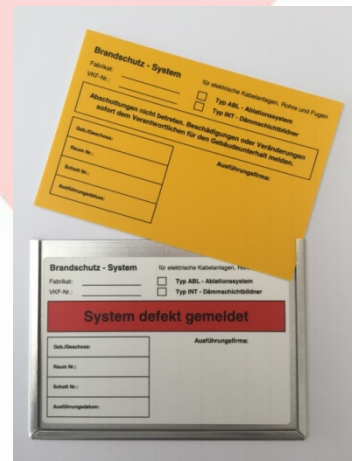 Brandschutz - System
Fabrikat:
VKF-Nr.:
für elektrische Kabelanlagen, Rohre und Fugen
Typ ABL - Ablationssystem
Typ INT - Dämmschichtbildner
Abschottungen nicht betreten. Beschädigungen oder Veränderungen
sofort dem Verantwortlichen für den Gebäudeunterhalt melden.
Geb./Geschoss:
Raum Nr.:
Schott Nr.:
Ausführungsdatum:
Ausführungsfirma:
Brandschutz - System
Fabrikat:
VKF-Nr.:
für elektrische Kabelanlagen,
Typ ABL - Ablationssystem
Typ INT - Dämmschichtbildner
System defekt gemeldet
Geb./Geschoss:
Raum Nr.:
Schott Nr.:
Ausführungsdatum:
Ausführungsfirma: